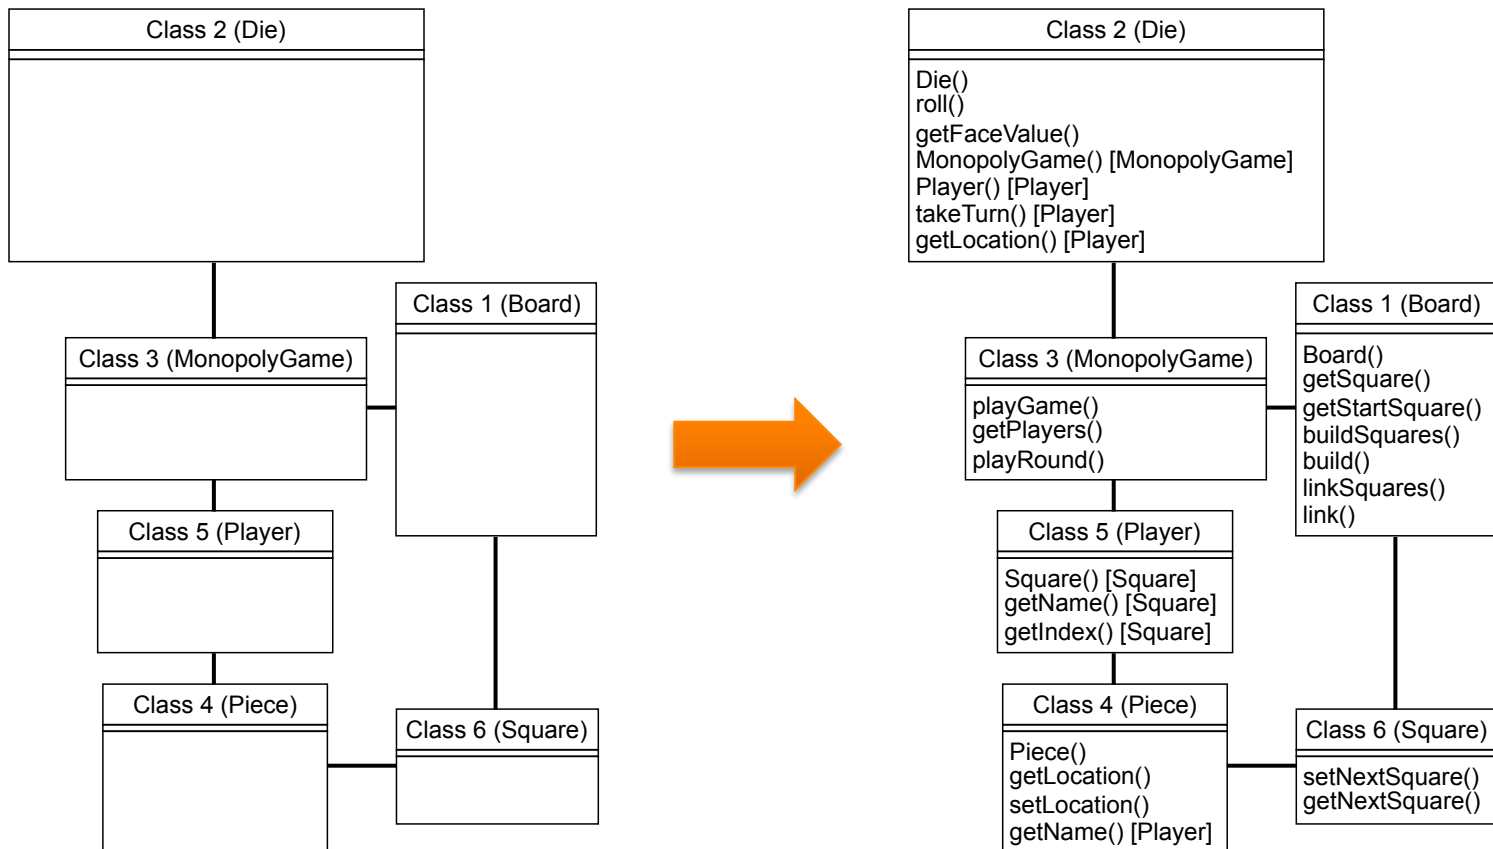 Class 2 (Die)
Class 1 (Board)
Class 3 (MonopolyGame)
Class 5 (Player)
Class 4 (Piece)
Class 6 (Square)
Class 2 (Die)
Die()
roll()
getFaceValue()
MonopolyGame() [MonopolyGame]
Player() [Player]
takeTurn() [Player]
getLocation() [Player]
Class 1 (Board)
Board()
getSquare()
getStartSquare()
buildSquares()
build()
linkSquares()
link()
Class 3 (MonopolyGame)
playGame()
getPlayers()
playRound()
Class 5 (Player)
Square() [Square]
getName() [Square]
getIndex() [Square]
Class 4 (Piece)
Piece()
getLocation()
setLocation()
getName() [Player]
Class 6 (Square)
setNextSquare()
getNextSquare()